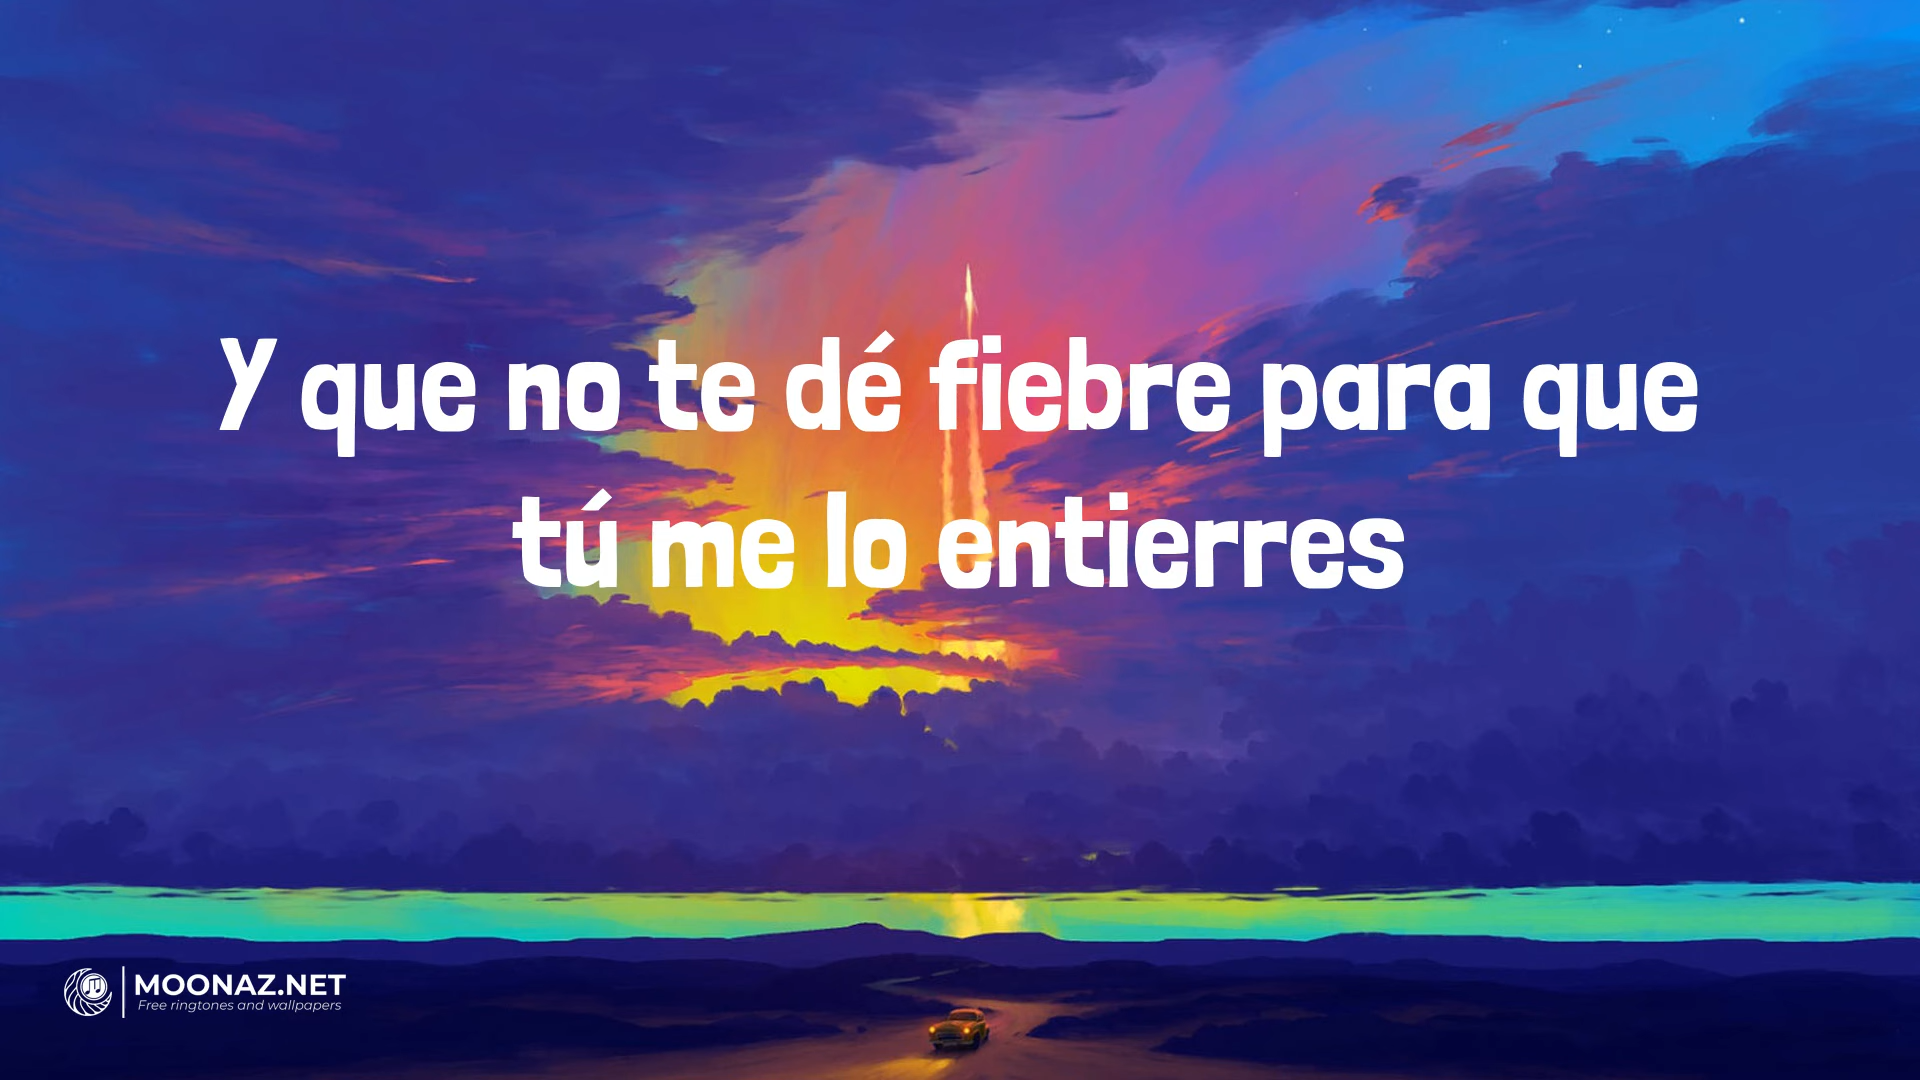 Y que no te dé fiebre para que
tú me lo entierres
MOONAZ.NET
Free ringtones and wallpapers